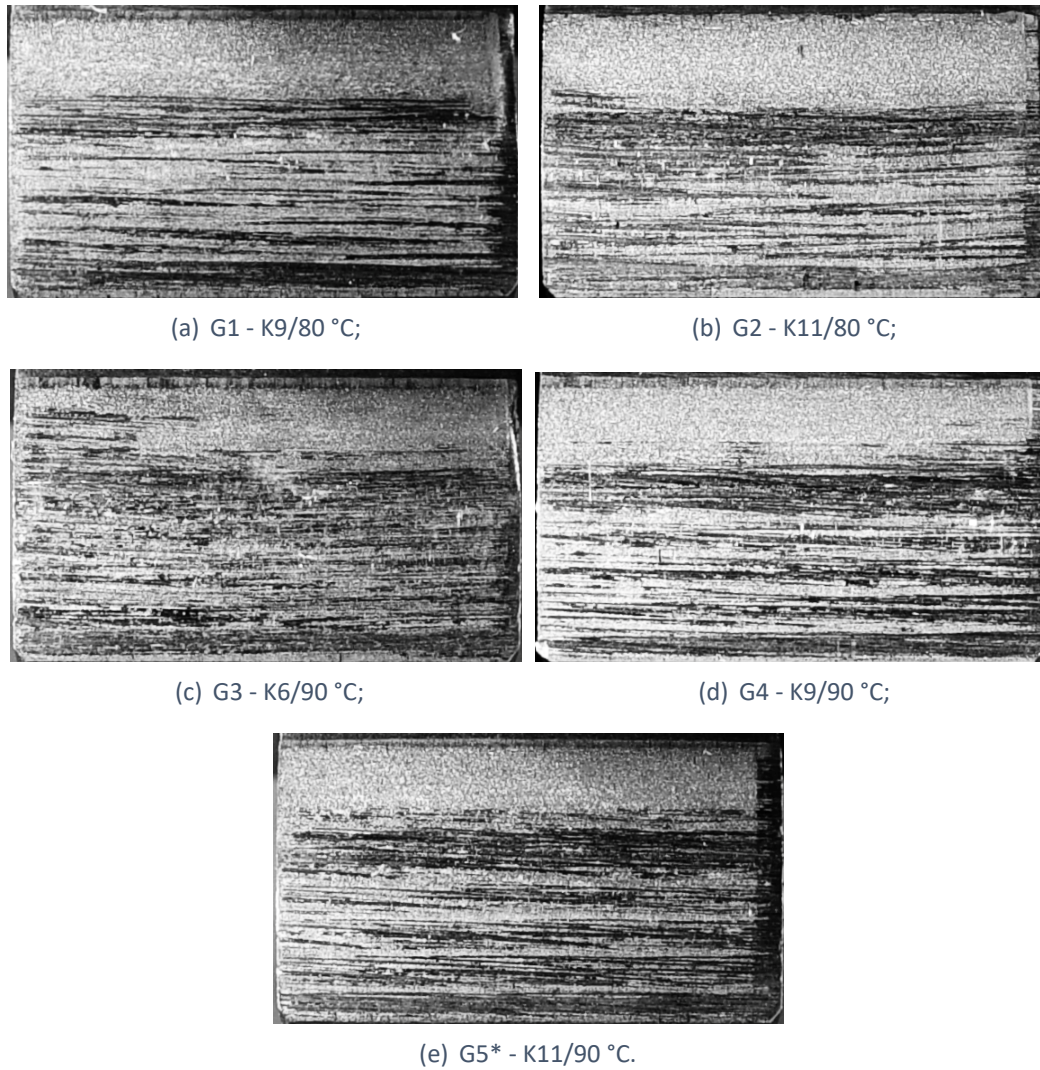 (a) G1 - K9/80 °C;
(b) G2 - K11/80 °C;
(c) G3 - K6/90 °C;
(d) G4 - K9/90 °C;
(e) G5* - K11/90 °C.